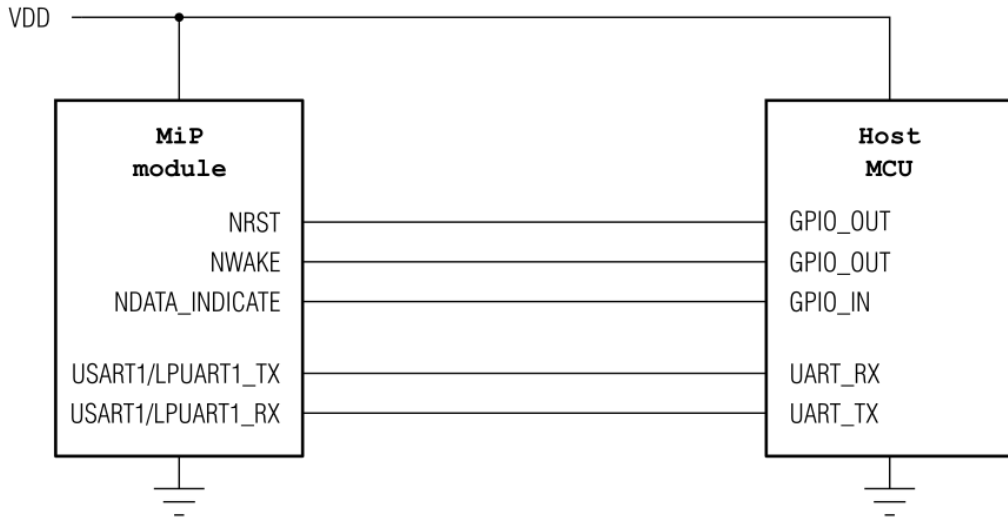 VDD
MiP
module
NRST
NWAKE
NDATA_INDICATE
USART1/LPUART1_TX
USART1/LPUART1_RX
Host
MCU
GPIO_OUT
GPIO_OUT
GPIO_IN
UART_RX
UART_TX